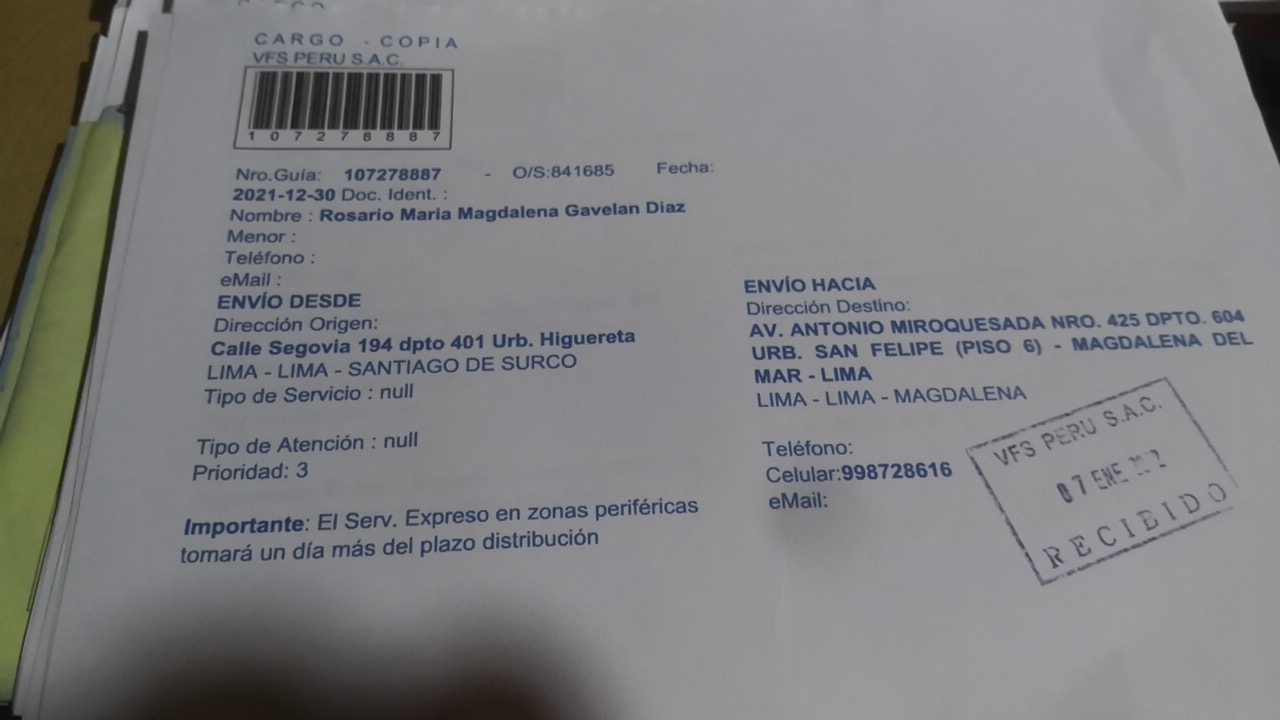 CARGO - COPIA
VFS PERU S.A.C.
107278887
Nro.Guía: 107278887 - O/S:841685 Fecha:
2021-12-30 Doc. Ident. :
Nombre : Rosario Maria Magdalena Gavelan Diaz
Menor :
Teléfono :
eMail :
ENVÍO DESDE
Dirección Origen:
Calle Segovia 194 dpto 401 Urb. Higuereta
LIMA - LIMA - SANTIAGO DE SURCO
Tipo de Servicio : null
Tipo de Atención : null
Prioridad: 3
Importante: El Serv. Expreso en zonas periféricas
tomará un día más del plazo distribución
ENVÍO HACIA
Dirección Destino:
AV. ANTONIO MIROQUESADA NRO. 425 DPTO. 604
URB. SAN FELIPE (PISO 6) - MAGDALENA DEL
MAR - LIMA
LIMA - LIMA - MAGDALENA
Teléfono:
Celular:998728616
eMail:
VFS PERU S.A.C.
07 ENE
RECIBIDO